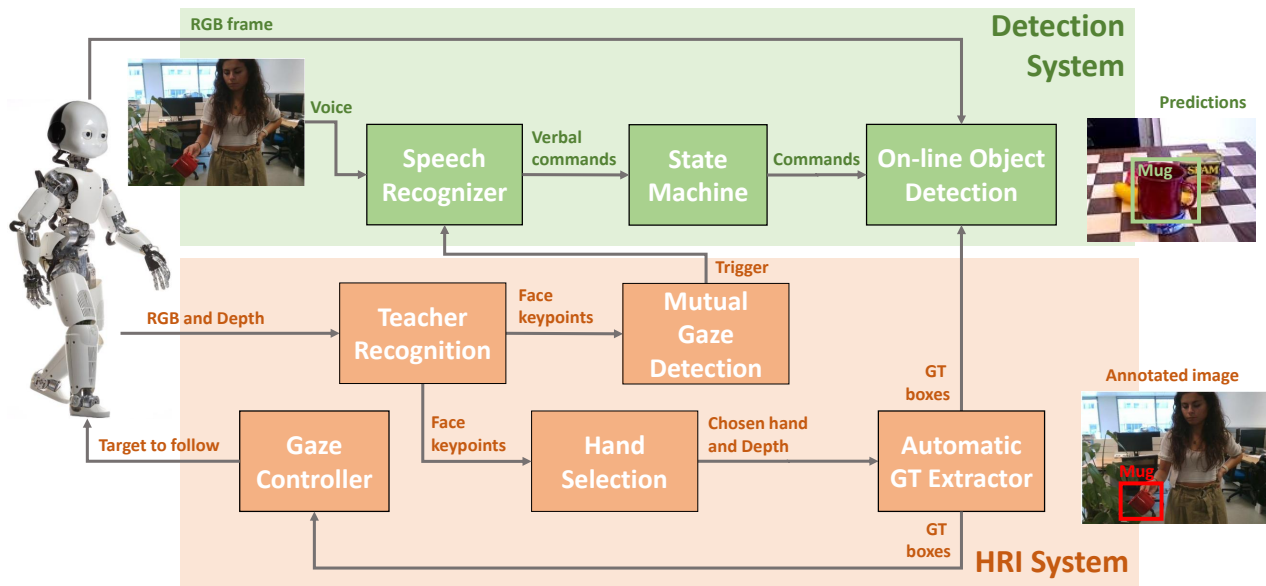 RGB frame
Detection
System
Voice
Predictions
Speech
Recognizer
Verbal
commands
State
Machine
Commands
On-line Object
Detection
Mug
SPAM
Trigger
RGB and Depth
Teacher
Recognition
Face
keypoints
Mutual
Gaze
Detection
GT
boxes
Annotated image
Target to follow
Gaze
Controller
Face
keypoints
Hand
Selection
Chosen hand
and Depth
Automatic
GT Extractor
Mug
GT
boxes
HRI System